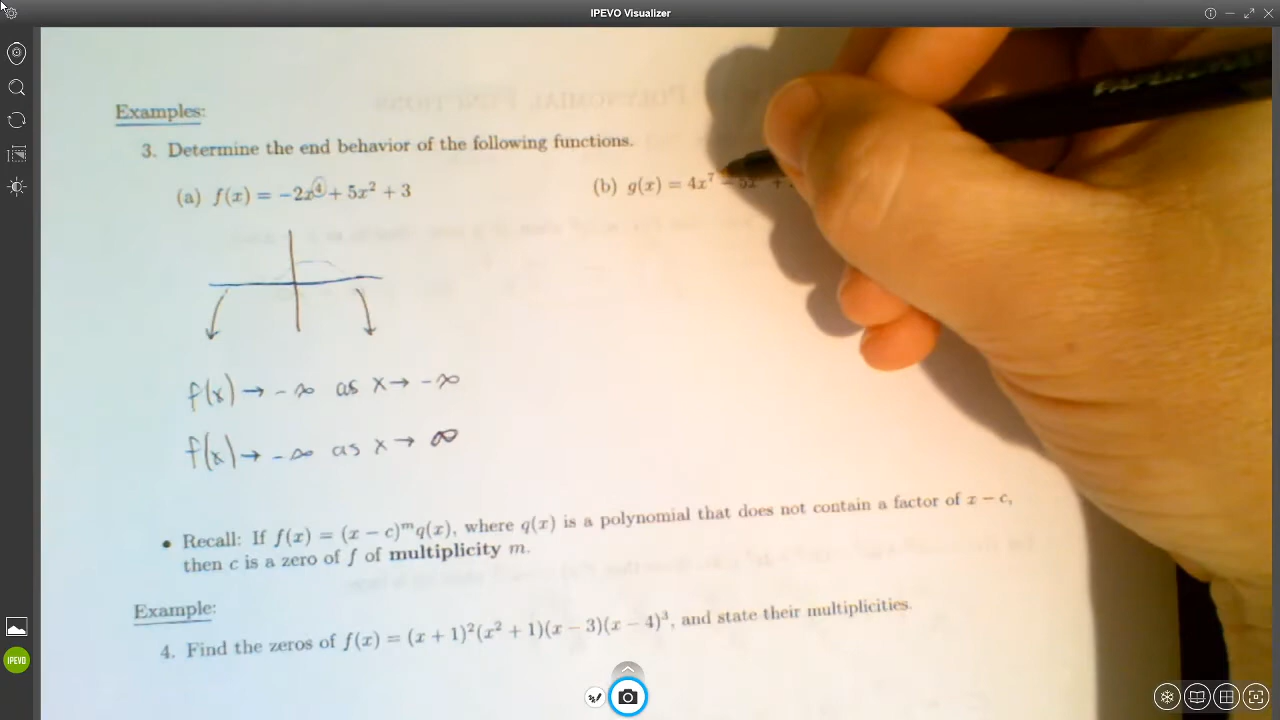 IPEVO Visualizer
Examples:
3. Determine the end behavior of the following functions.
(a) f(x) = −2x⁴ + 5x² + 3
(b) g(x) = 4x⁷ − 5x +
f(x) → −∞ as x → −∞
f(x) → −∞ as x → ∞
• Recall: If f(x) = (x − c)ᵐq(x), where q(x) is a polynomial that does not contain a factor of x − c,
then c is a zero of f of multiplicity m.
Example:
4. Find the zeros of f(x) = (x + 1)²(x² + 1)(x − 3)(x − 4)³, and state their multiplicities.
IPEVO